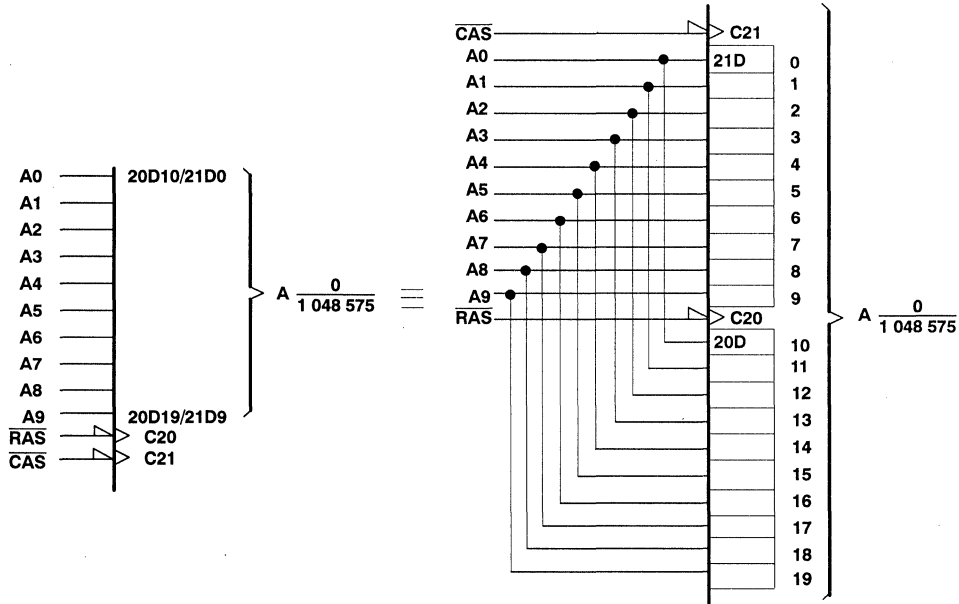 A0 20D10/21D0
A1
A2
A3
A4
A5
A6
A7
A8
A9 20D19/21D9
RAS C20
CAS C21
A 0
1 048 575
≡
CAS C21
A0 21D 0
A1 1
A2 2
A3 3
A4 4
A5 5
A6 6
A7 7
A8 8
A9 9
RAS C20
20D 10
11
12
13
14
15
16
17
18
19
A 0
1 048 575